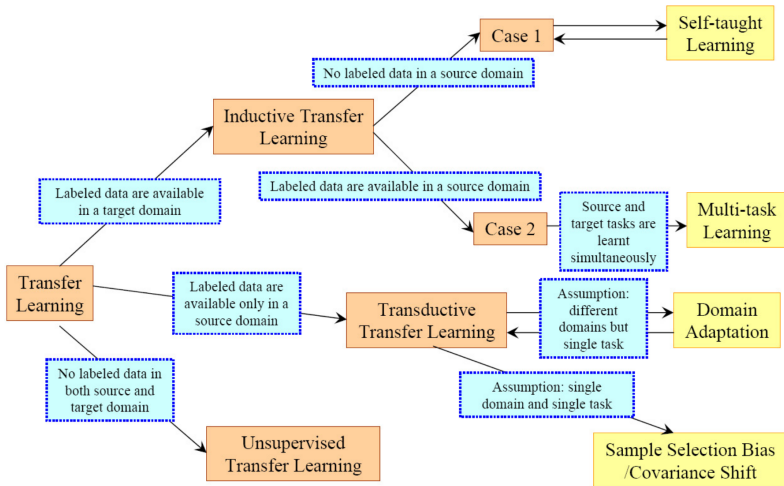 Case 1
Self-taught
Learning
No labeled data in a source domain
Inductive Transfer
Learning
Labeled data are available
in a target domain
Labeled data are available in a source domain
Case 2
Source and
target tasks are
learnt
simultaneously
Multi-task
Learning
Transfer
Learning
Labeled data are
available only in a
source domain
Transductive
Transfer Learning
Assumption:
different
domains but
single task
Domain
Adaptation
No labeled data in
both source and
target domain
Assumption: single
domain and single task
Unsupervised
Transfer Learning
Sample Selection Bias
/Covariance Shift